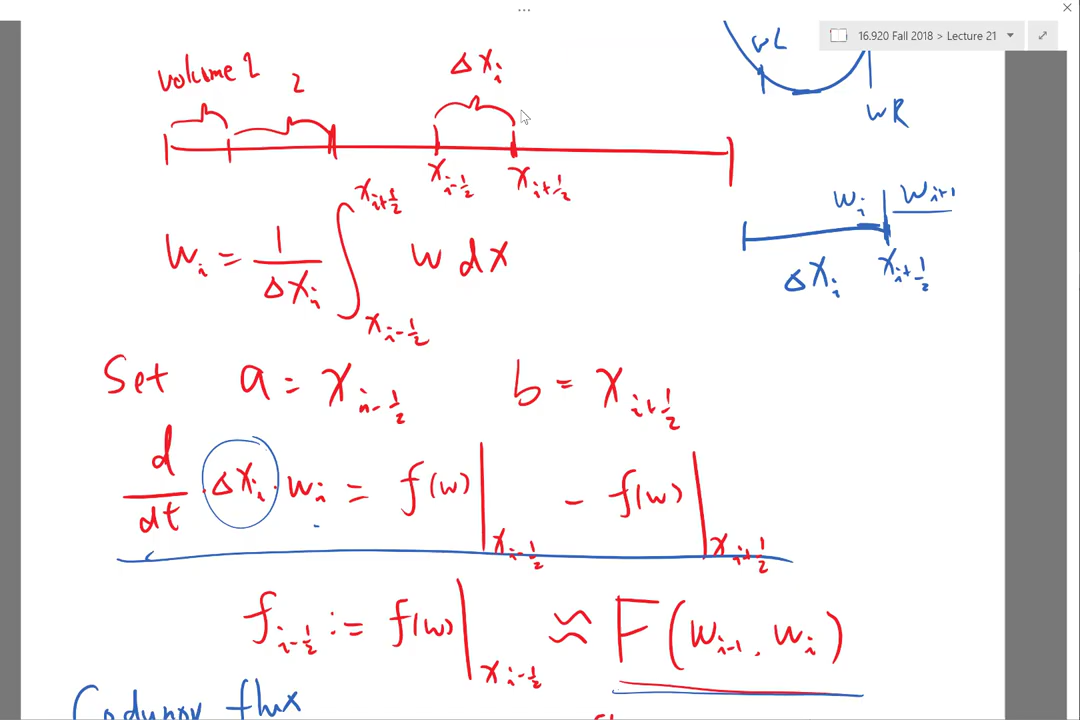 16.920 Fall 2018 > Lecture 21
volume 1 2 Δx_i
wL
wR
x_{i-1/2} x_{i+1/2}
w_i w_{i+1}
Δx_i x_{i+1/2}
w_i = 1/Δx_i ∫_{x_{i-1/2}}^{x_{i+1/2}} w dx
Set a = x_{i-1/2} b = x_{i+1/2}
d/dt · Δx_i · w_i = f(w)|_{x_{i-1/2}} - f(w)|_{x_{i+1/2}}
f_{i-1/2} := f(w)|_{x_{i-1/2}} ≈ F(w_{i-1}, w_i)
Godunov flux